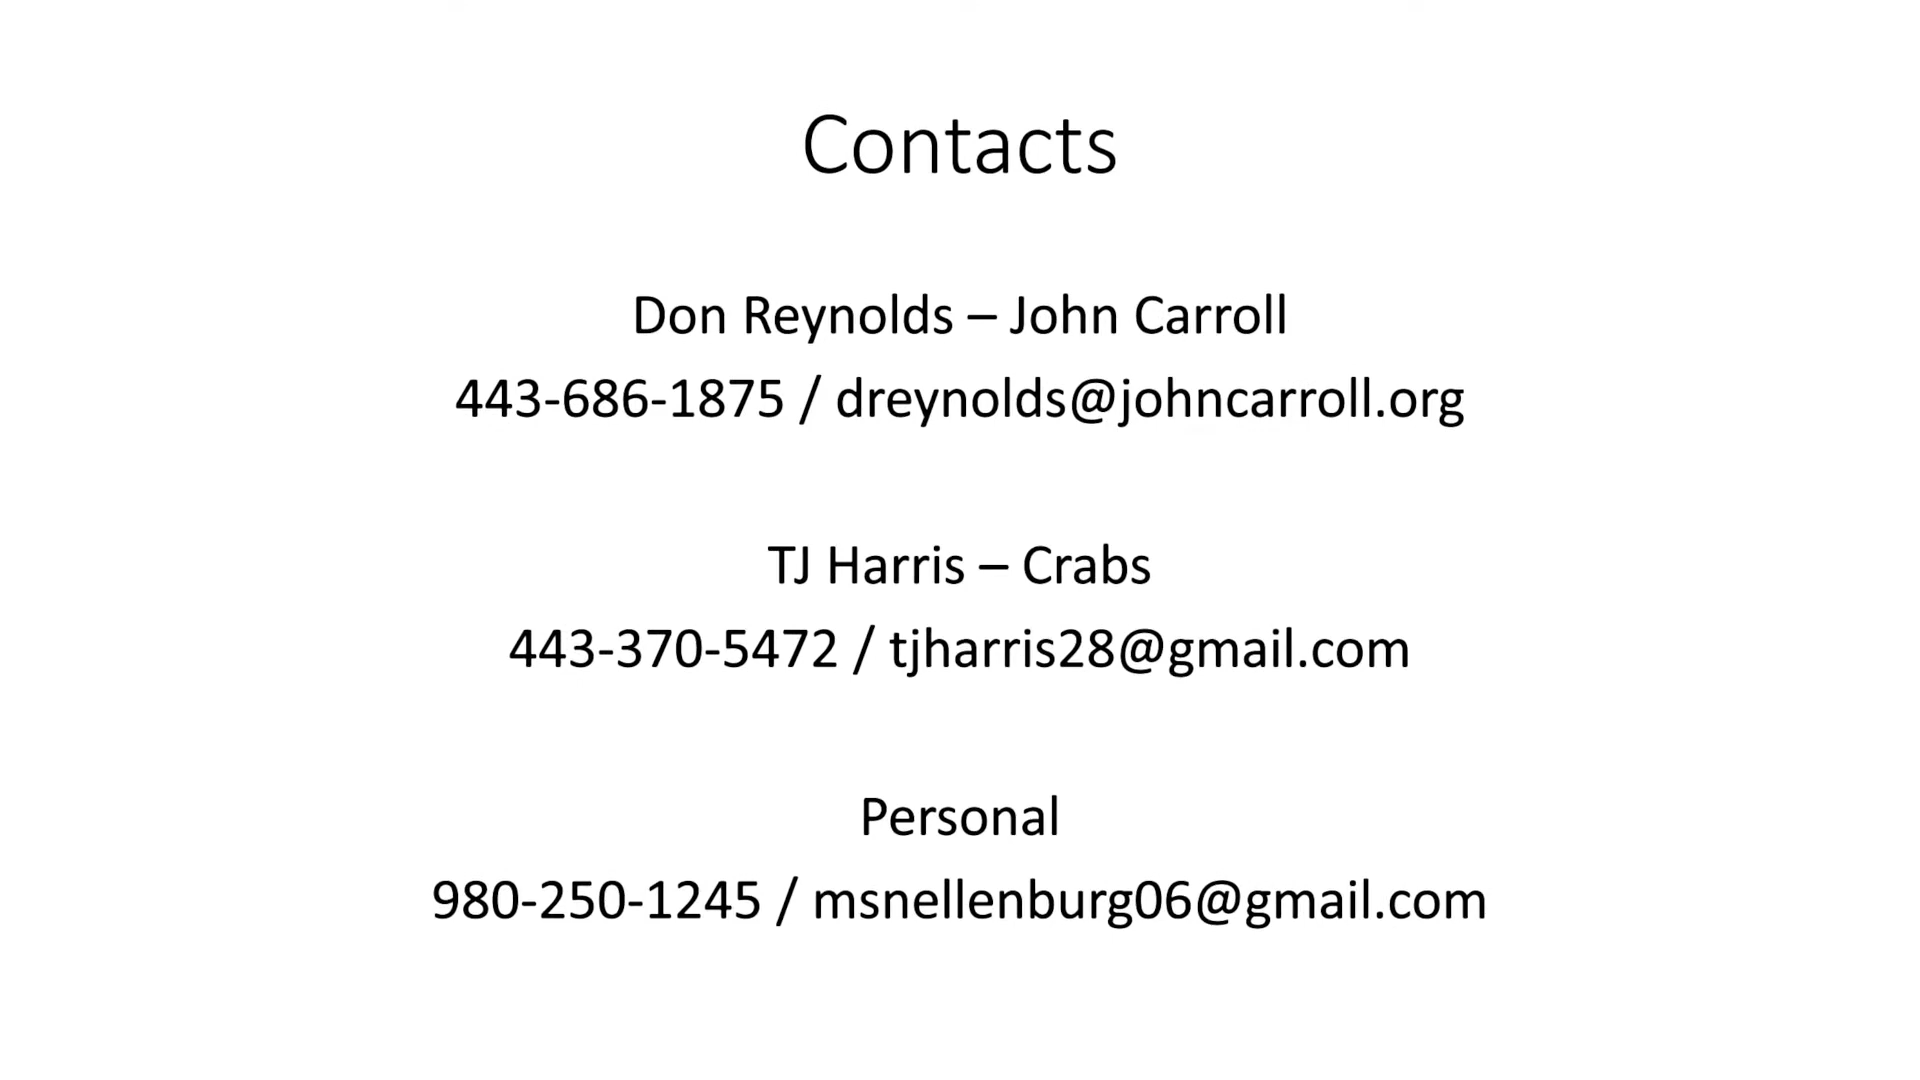 Contacts
Don Reynolds – John Carroll
443-686-1875 / dreynolds@johncarroll.org
TJ Harris – Crabs
443-370-5472 / tjharris28@gmail.com
Personal
980-250-1245 / msnellenburg06@gmail.com